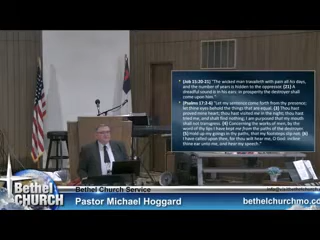 • (Job 15:20-21) "The wicked man travaileth with pain all his days,
and the number of years is hidden to the oppressor. (21) A
dreadful sound is in his ears: in prosperity the destroyer shall
come upon him."
• (Psalms 17:2-6) "Let my sentence come forth from thy presence;
let thine eyes behold the things that are equal. (3) Thou hast
proved mine heart; thou hast visited me in the night; thou hast
tried me, and shalt find nothing; I am purposed that my mouth
shall not transgress. (4) Concerning the works of men, by the
word of thy lips I have kept me from the paths of the destroyer.
(5) Hold up my goings in thy paths, that my footsteps slip not. (6)
I have called upon thee, for thou wilt hear me, O God: incline
thine ear unto me, and hear my speech."
Bethel Church Service
Bethel
CHURCH
Pastor Michael Hoggard
bethelchurchmo.co